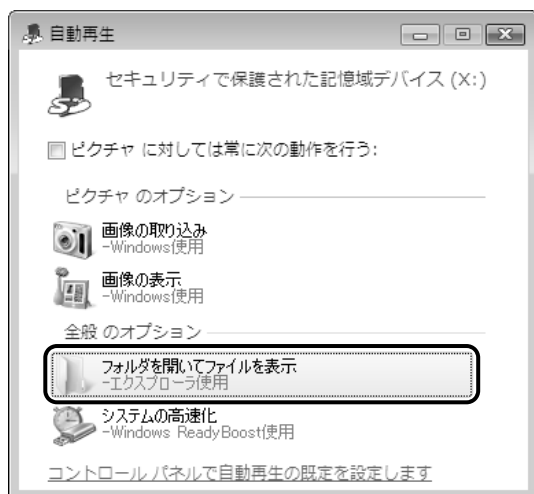 自動再生
セキュリティで保護された記憶域デバイス (X:)
ピクチャ に対しては常に次の動作を行う:
ピクチャ のオプション
画像の取り込み
-Windows使用
画像の表示
-Windows使用
全般 のオプション
フォルダを開いてファイルを表示
-エクスプローラ使用
システムの高速化
-Windows ReadyBoost使用
コントロール パネルで自動再生の既定を設定します